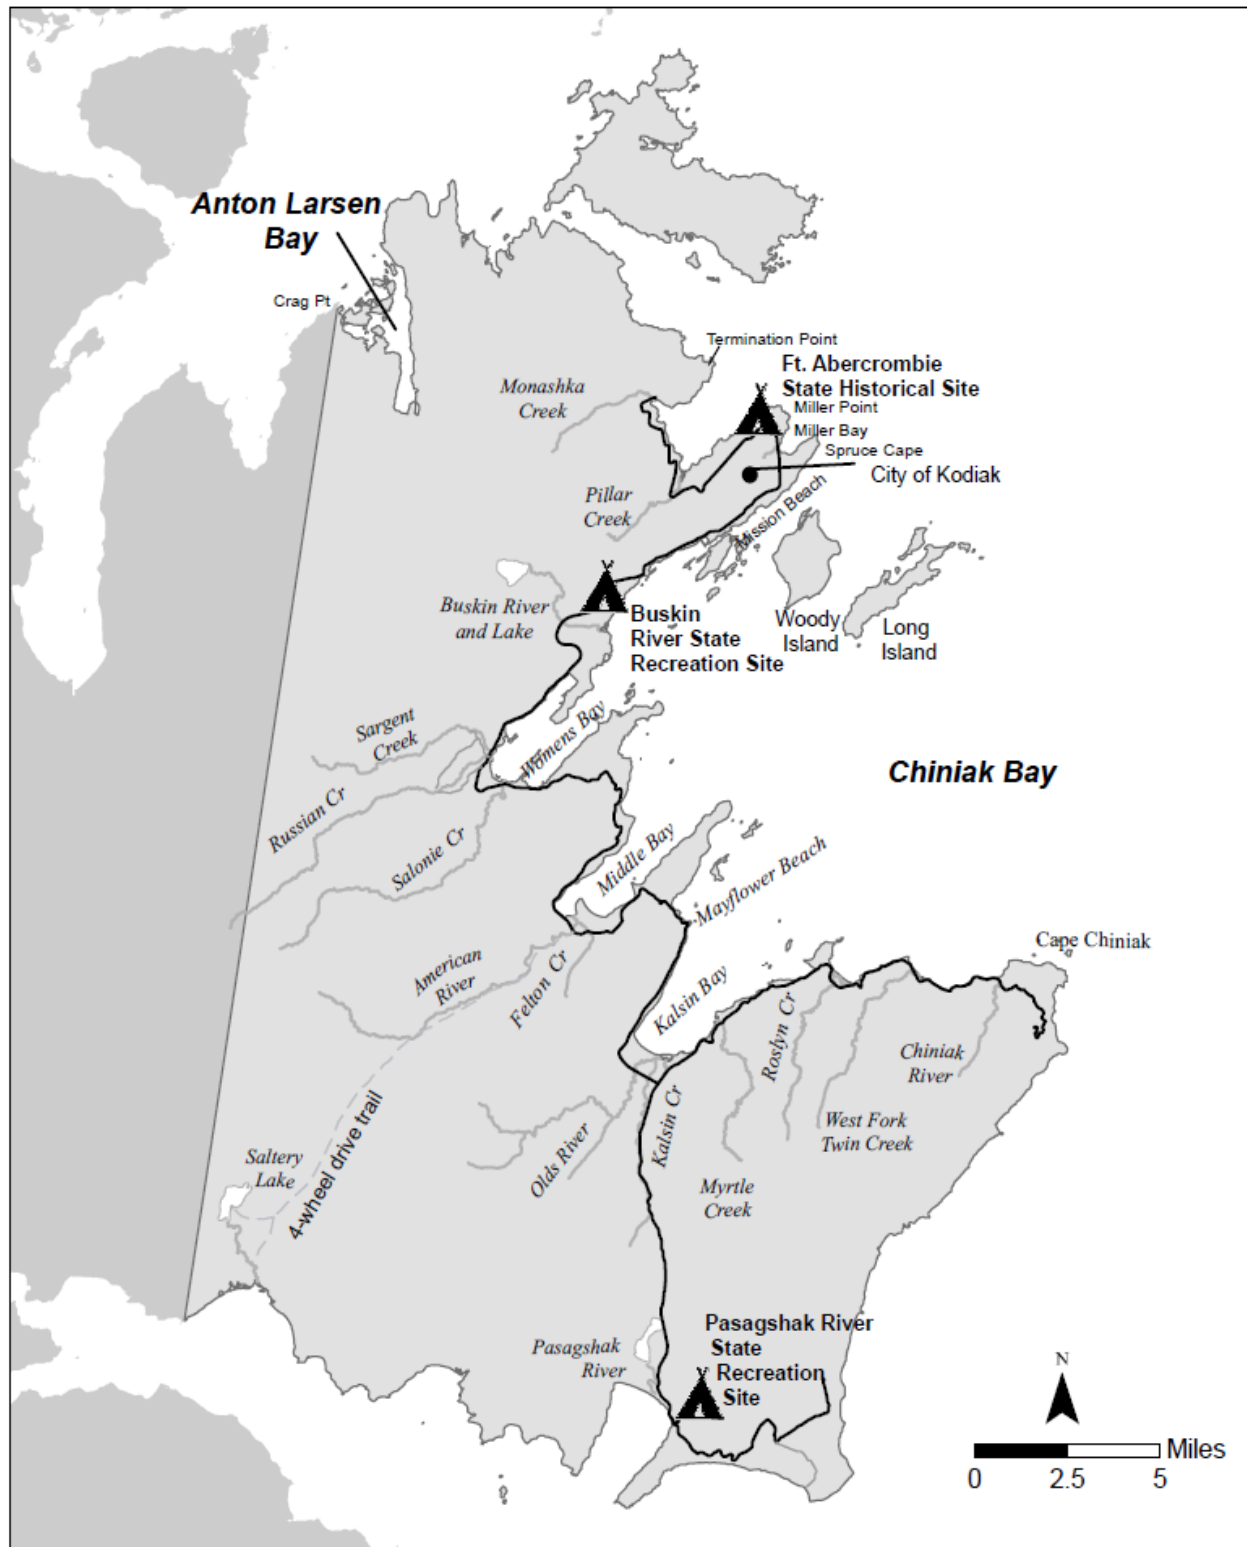 Anton Larsen
Bay
Crag Pt
Termination Point
Ft. Abercrombie
State Historical Site
Monashka
Creek
Miller Point
Miller Bay
Spruce Cape
City of Kodiak
Pillar
Creek
Mission Beach
Buskin River
and Lake
Buskin
River State
Recreation Site
Woody
Island
Long
Island
Sargent
Creek
Womens Bay
Chiniak Bay
Russian Cr
Salonie Cr
Middle Bay
Mayflower Beach
Cape Chiniak
American
River
Felton Cr
Kalsin Bay
Roslyn Cr
Chiniak
River
West Fork
Twin Creek
Kalsin Cr
Olds River
Myrtle
Creek
Saltery
Lake
4-wheel drive trail
Pasagshak River
State
Recreation
Site
Pasagshak
River
N
Miles
0 2.5 5